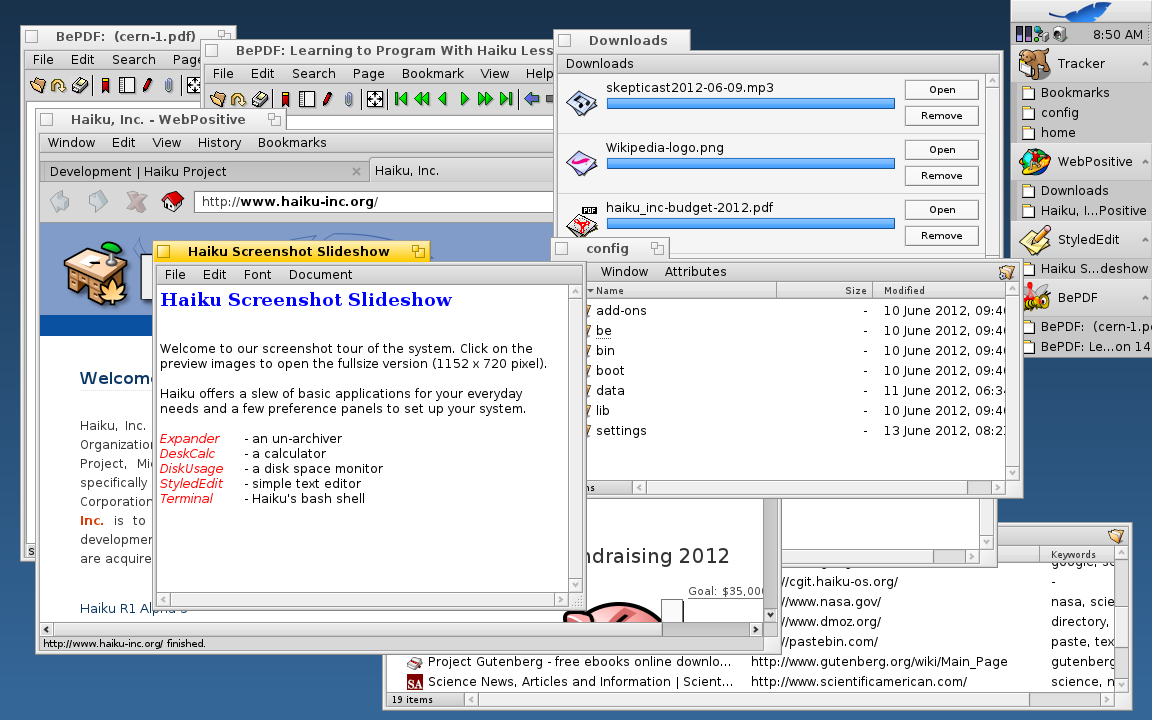 BePDF:  (cern-1.pdf)
File Edit Search
BePDF: Learning to Program With Haiku Less
File Edit Search Page Bookmark View Help
Haiku, Inc. - WebPositive
Window Edit View History Bookmarks
Development | Haiku Project
Haiku, Inc.
http://www.haiku-inc.org/
Haiku, Inc.
Project,
specifically
Inc. is to
are acquire
Haiku R1
ndraising 2012
Goal: $35,000
http://www.haiku-inc.org/ finished.
Haiku Screenshot Slideshow
File Edit Font Document
Haiku Screenshot Slideshow
Welcome to our screenshot tour of the system. Click on the
preview images to open the fullsize version (1152 x 720 pixel).
Haiku offers a slew of basic applications for your everyday
needs and a few preference panels to set up your system.
Expander - an un-archiver
DeskCalc - a calculator
DiskUsage - a disk space monitor
StyledEdit - simple text editor
Terminal - Haiku's bash shell
Downloads
Downloads
skepticast2012-06-09.mp3
Open
Remove
Wikipedia-logo.png
Open
Remove
PDF
haiku_inc-budget-2012.pdf
Open
Remove
config
Window Attributes
Name Size Modified
add-ons - 10 June 2012, 09:4
be - 10 June 2012, 09:4
bin - 10 June 2012, 09:4
boot - 10 June 2012, 09:4
data - 11 June 2012, 06:3
lib - 10 June 2012, 09:4
settings - 13 June 2012, 08:2
Keywords
//cgit.haiku-os.org/ -
//www.nasa.gov/ nasa, scie
//www.dmoz.org/ directory,
//pastebin.com/ paste, tex
Project Gutenberg - free ebooks online downlo... http://www.gutenberg.org/wiki/Main_Page gutenberg
SA Science News, Articles and Information | Scient... http://www.scientificamerican.com/ science, n
19 items
8:50 AM
Tracker
Bookmarks
config
home
WebPositive
Downloads
Haiku, I...Positive
StyledEdit
Haiku S...deshow
BePDF
BePDF:  (cern-1.p
BePDF: Le...on 14